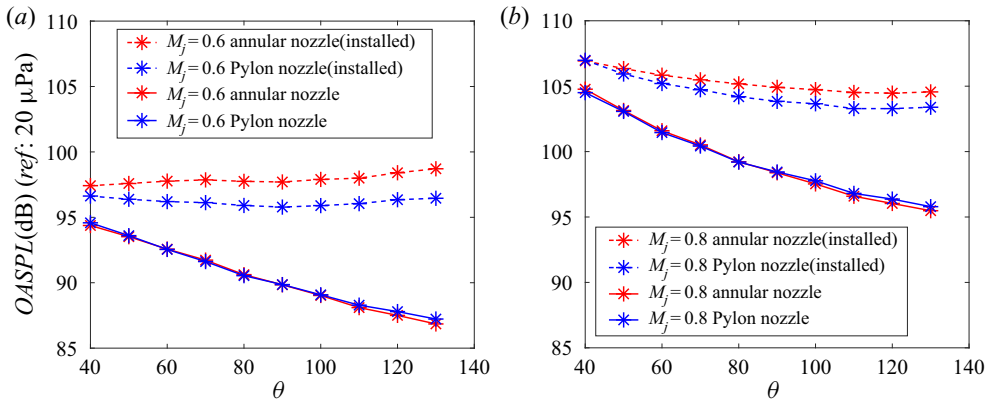 (a)
110
105
100
95
90
85
OASPL(dB) (ref: 20 μPa)
M_j = 0.6 annular nozzle(installed)
M_j = 0.6 Pylon nozzle(installed)
M_j = 0.6 annular nozzle
M_j = 0.6 Pylon nozzle
40 60 80 100 120 140
θ
(b)
110
105
100
95
90
85
M_j = 0.8 annular nozzle(installed)
M_j = 0.8 Pylon nozzle(installed)
M_j = 0.8 annular nozzle
M_j = 0.8 Pylon nozzle
40 60 80 100 120 140
θ